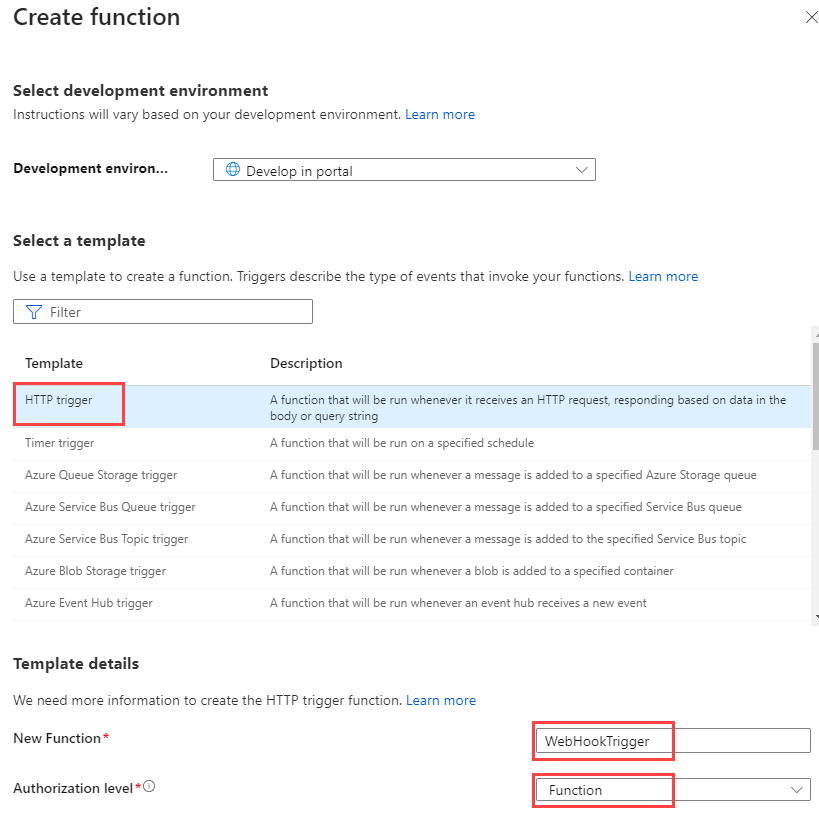 Create function
Select development environment
Instructions will vary based on your development environment. Learn more
Development environ... Develop in portal
Select a template
Use a template to create a function. Triggers describe the type of events that invoke your functions. Learn more
Filter
Template Description
HTTP trigger A function that will be run whenever it receives an HTTP request, responding based on data in the
body or query string
Timer trigger A function that will be run on a specified schedule
Azure Queue Storage trigger A function that will be run whenever a message is added to a specified Azure Storage queue
Azure Service Bus Queue trigger A function that will be run whenever a message is added to a specified Service Bus queue
Azure Service Bus Topic trigger A function that will be run whenever a message is added to the specified Service Bus topic
Azure Blob Storage trigger A function that will be run whenever a blob is added to a specified container
Azure Event Hub trigger A function that will be run whenever an event hub receives a new event
Template details
We need more information to create the HTTP trigger function. Learn more
New Function* WebHookTrigger
Authorization level* Function